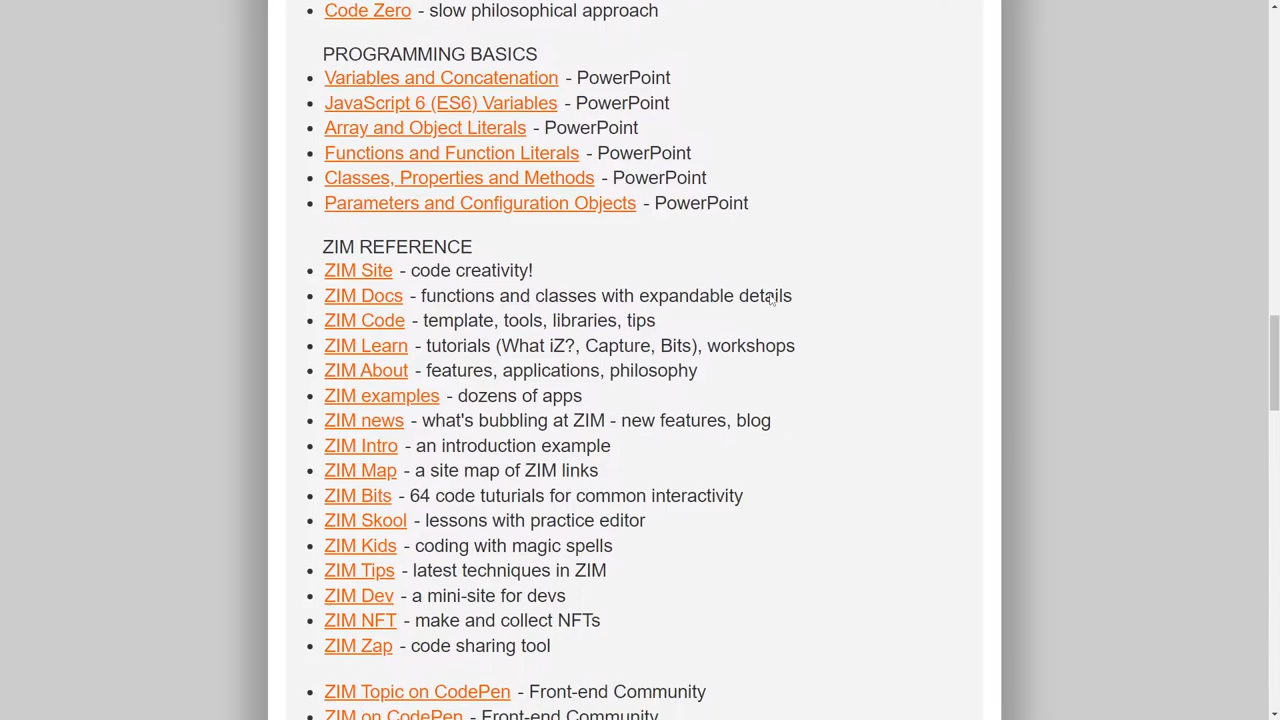 Code Zero - slow philosophical approach
PROGRAMMING BASICS
Variables and Concatenation - PowerPoint
JavaScript 6 (ES6) Variables - PowerPoint
Array and Object Literals - PowerPoint
Functions and Function Literals - PowerPoint
Classes, Properties and Methods - PowerPoint
Parameters and Configuration Objects - PowerPoint
ZIM REFERENCE
ZIM Site - code creativity!
ZIM Docs - functions and classes with expandable details
ZIM Code - template, tools, libraries, tips
ZIM Learn - tutorials (What iZ?, Capture, Bits), workshops
ZIM About - features, applications, philosophy
ZIM examples - dozens of apps
ZIM news - what's bubbling at ZIM - new features, blog
ZIM Intro - an introduction example
ZIM Map - a site map of ZIM links
ZIM Bits - 64 code tuturials for common interactivity
ZIM Skool - lessons with practice editor
ZIM Kids - coding with magic spells
ZIM Tips - latest techniques in ZIM
ZIM Dev - a mini-site for devs
ZIM NFT - make and collect NFTs
ZIM Zap - code sharing tool
ZIM Topic on CodePen - Front-end Community
ZIM on CodePen - Front-end Community